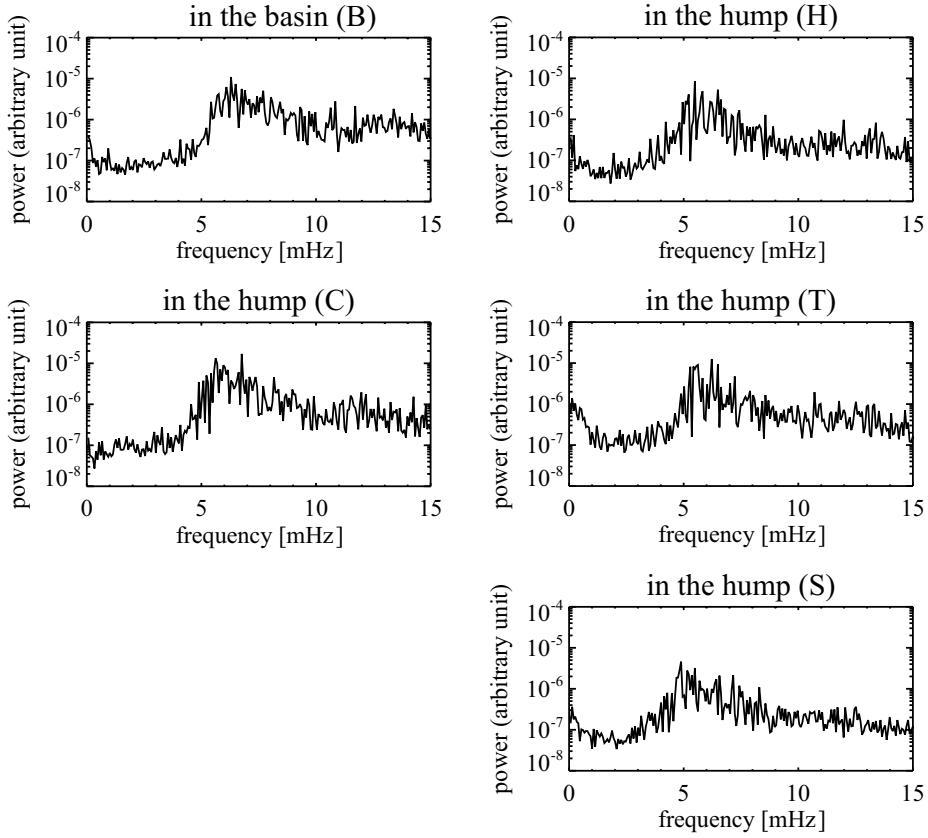 in the basin (B)
power (arbitrary unit)
10⁻⁴
10⁻⁵
10⁻⁶
10⁻⁷
10⁻⁸
0 5 10 15
frequency [mHz]
in the hump (H)
power (arbitrary unit)
10⁻⁴
10⁻⁵
10⁻⁶
10⁻⁷
10⁻⁸
0 5 10 15
frequency [mHz]
in the hump (C)
power (arbitrary unit)
10⁻⁴
10⁻⁵
10⁻⁶
10⁻⁷
10⁻⁸
0 5 10 15
frequency [mHz]
in the hump (T)
power (arbitrary unit)
10⁻⁴
10⁻⁵
10⁻⁶
10⁻⁷
10⁻⁸
0 5 10 15
frequency [mHz]
in the hump (S)
power (arbitrary unit)
10⁻⁴
10⁻⁵
10⁻⁶
10⁻⁷
10⁻⁸
0 5 10 15
frequency [mHz]